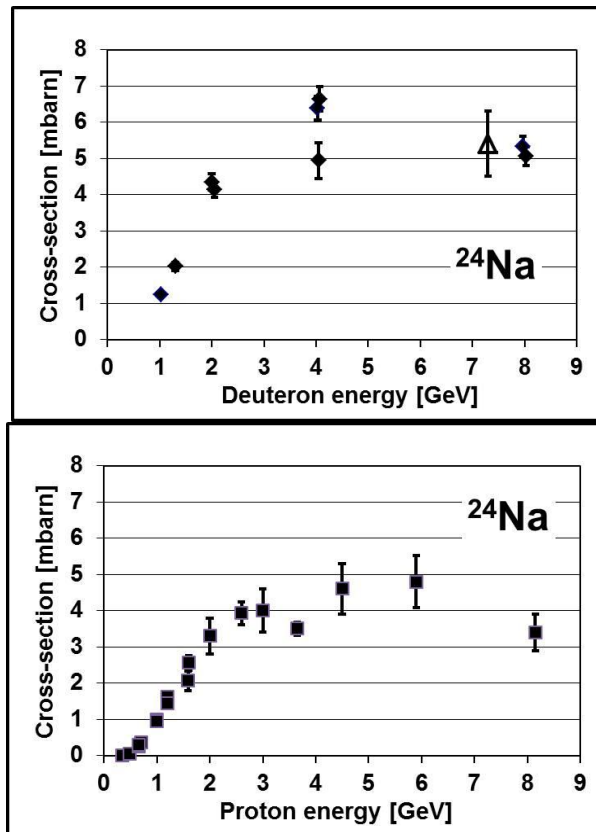 8
7
6
5
4
3
2
1
0
Cross-section [mbarn]
²⁴Na
0 1 2 3 4 5 6 7 8 9
Deuteron energy [GeV]
8
7
6
5
4
3
2
1
0
Cross-section [mbarn]
²⁴Na
0 1 2 3 4 5 6 7 8 9
Proton energy [GeV]